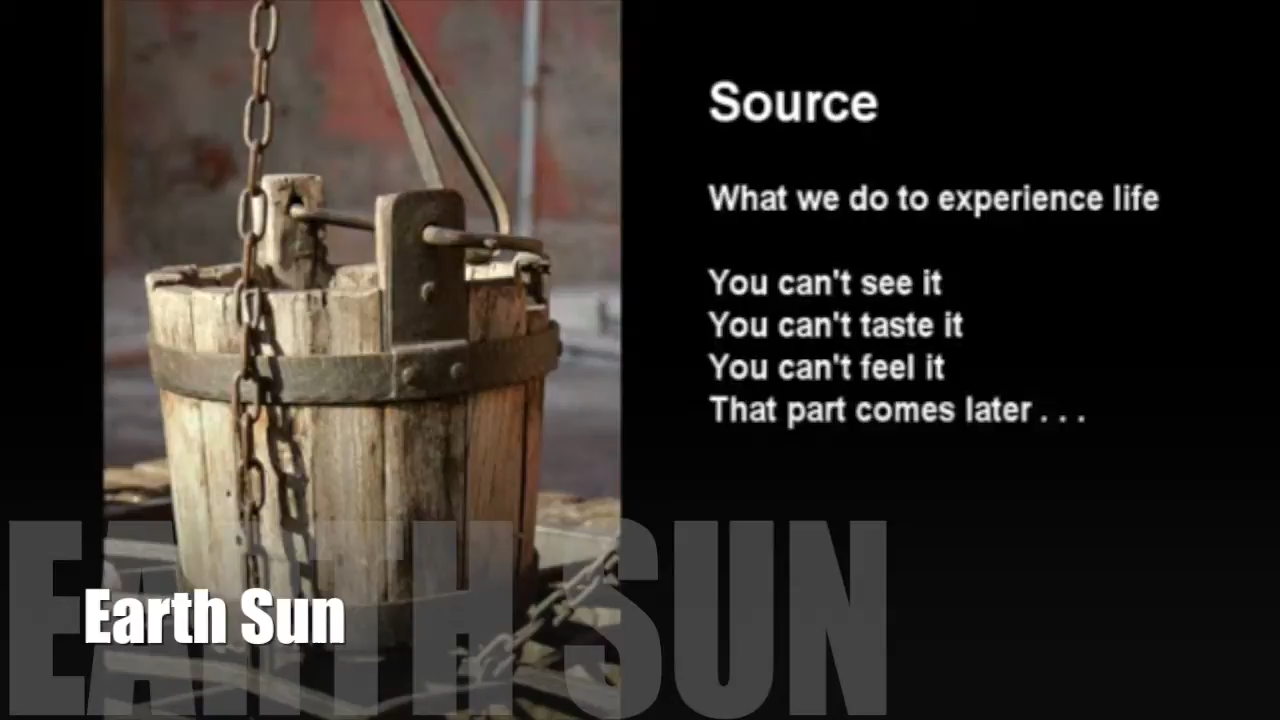 Source
What we do to experience life
You can't see it
You can't taste it
You can't feel it
That part comes later . . .
EARTH SUN
Earth Sun